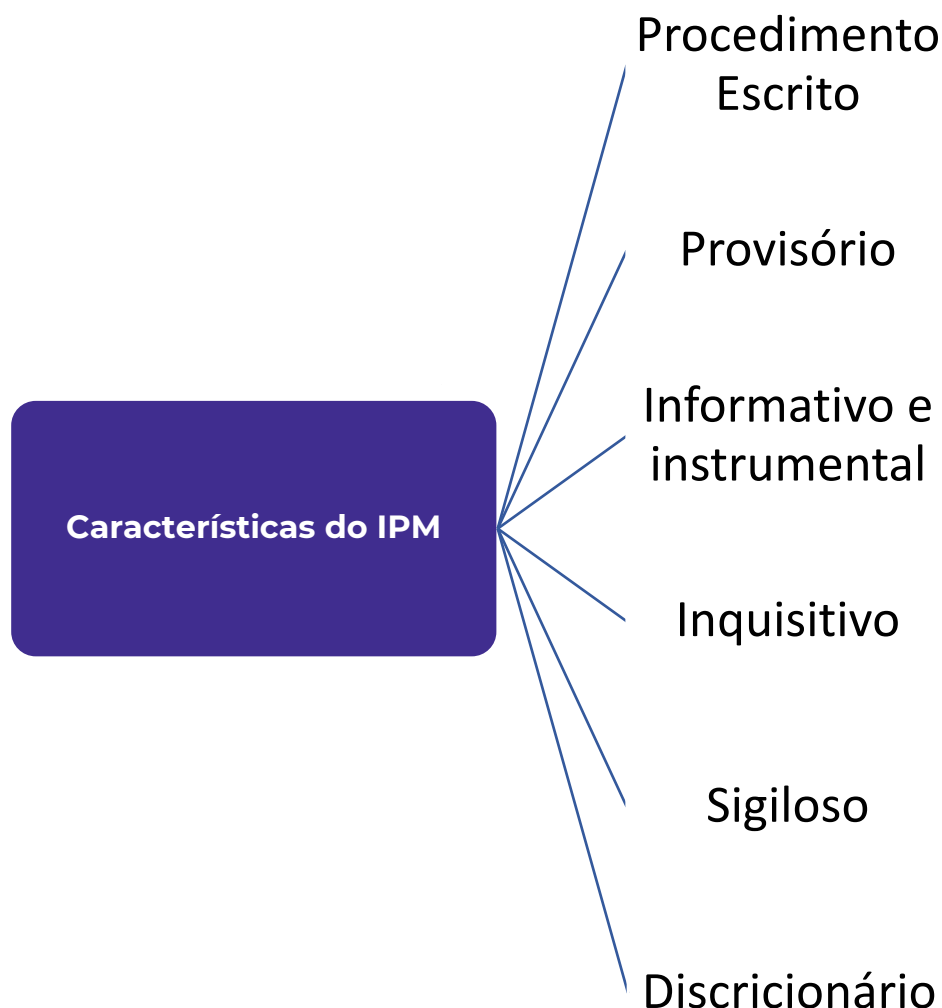 Procedimento
Escrito
Provisório
Informativo e
instrumental
Características do IPM
Inquisitivo
Sigiloso
Discricionário